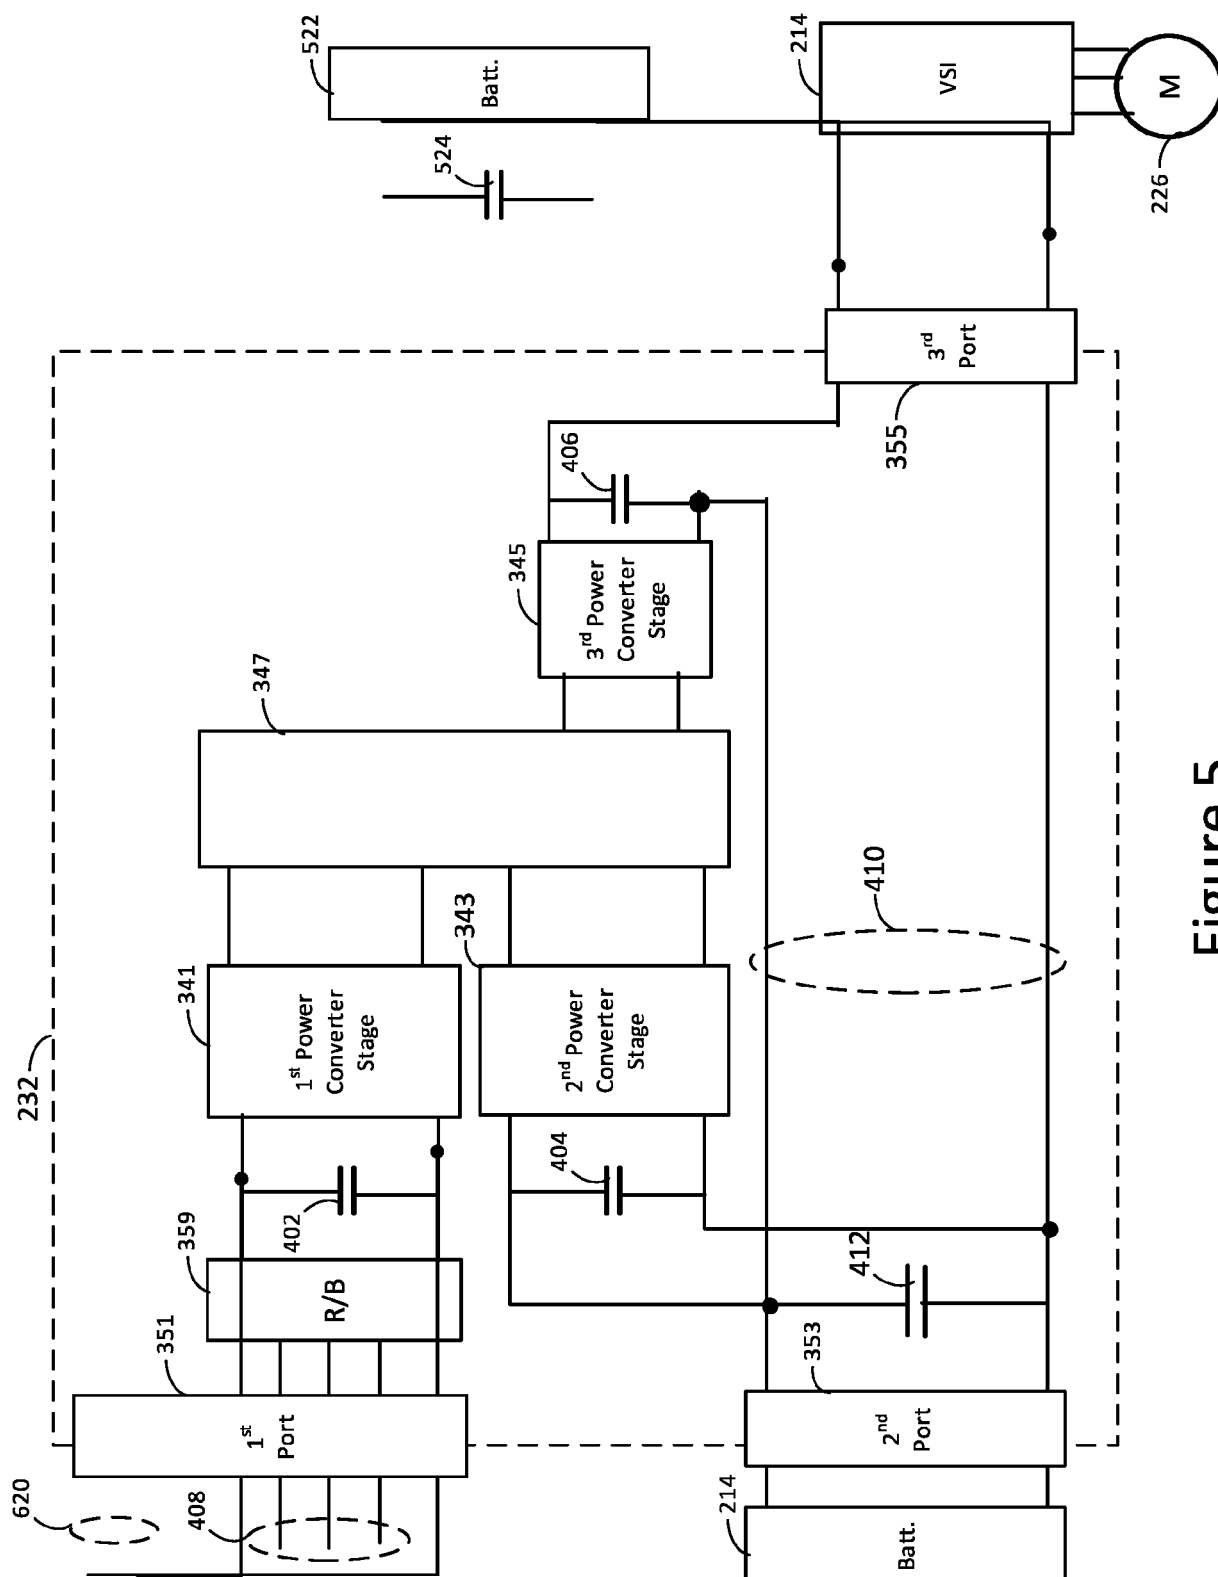 232
620
408
351
1st
Port
359
R/B
402
341
1st Power
Converter
Stage
347
404
343
2nd Power
Converter
Stage
345
3rd Power
Converter
Stage
406
524
522
Batt.
214
VSI
M
226
3rd
Port
355
410
412
353
2nd
Port
214
Batt.
Figure 5